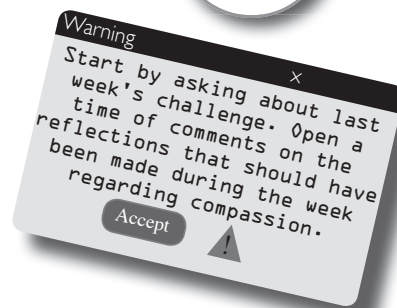 Warning X
Start by asking about last
week's challenge. Open a
time of comments on the
reflections that should have
been made during the week
regarding compassion.
Accept
!